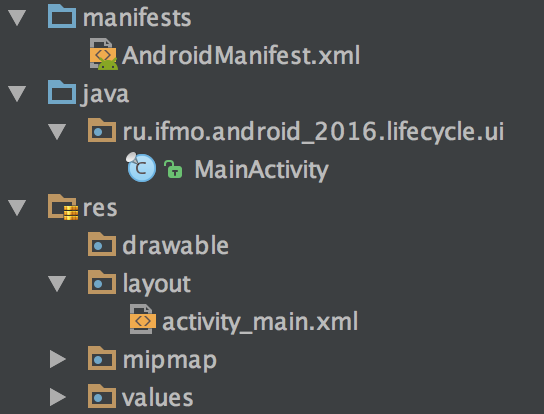 manifests
AndroidManifest.xml
java
ru.ifmo.android_2016.lifecycle.ui
C MainActivity
res
drawable
layout
activity_main.xml
mipmap
values